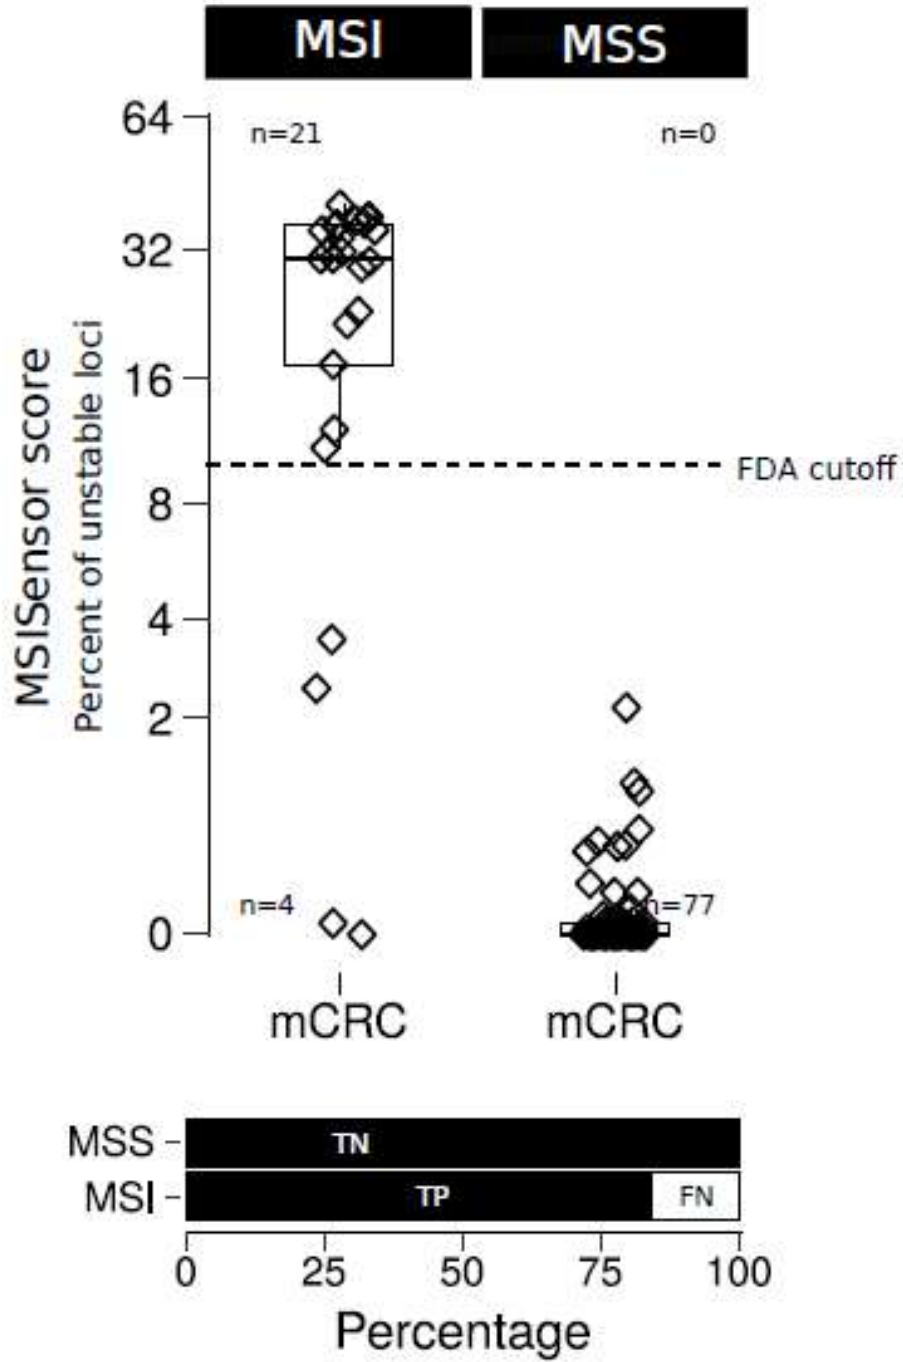 MSI MSS
64
n=21 n=0
32
16
FDA cutoff
8
4
2
n=4 n=77
0
MSISensor score
Percent of unstable loci
mCRC mCRC
MSS TN
MSI TP FN
0 25 50 75 100
Percentage